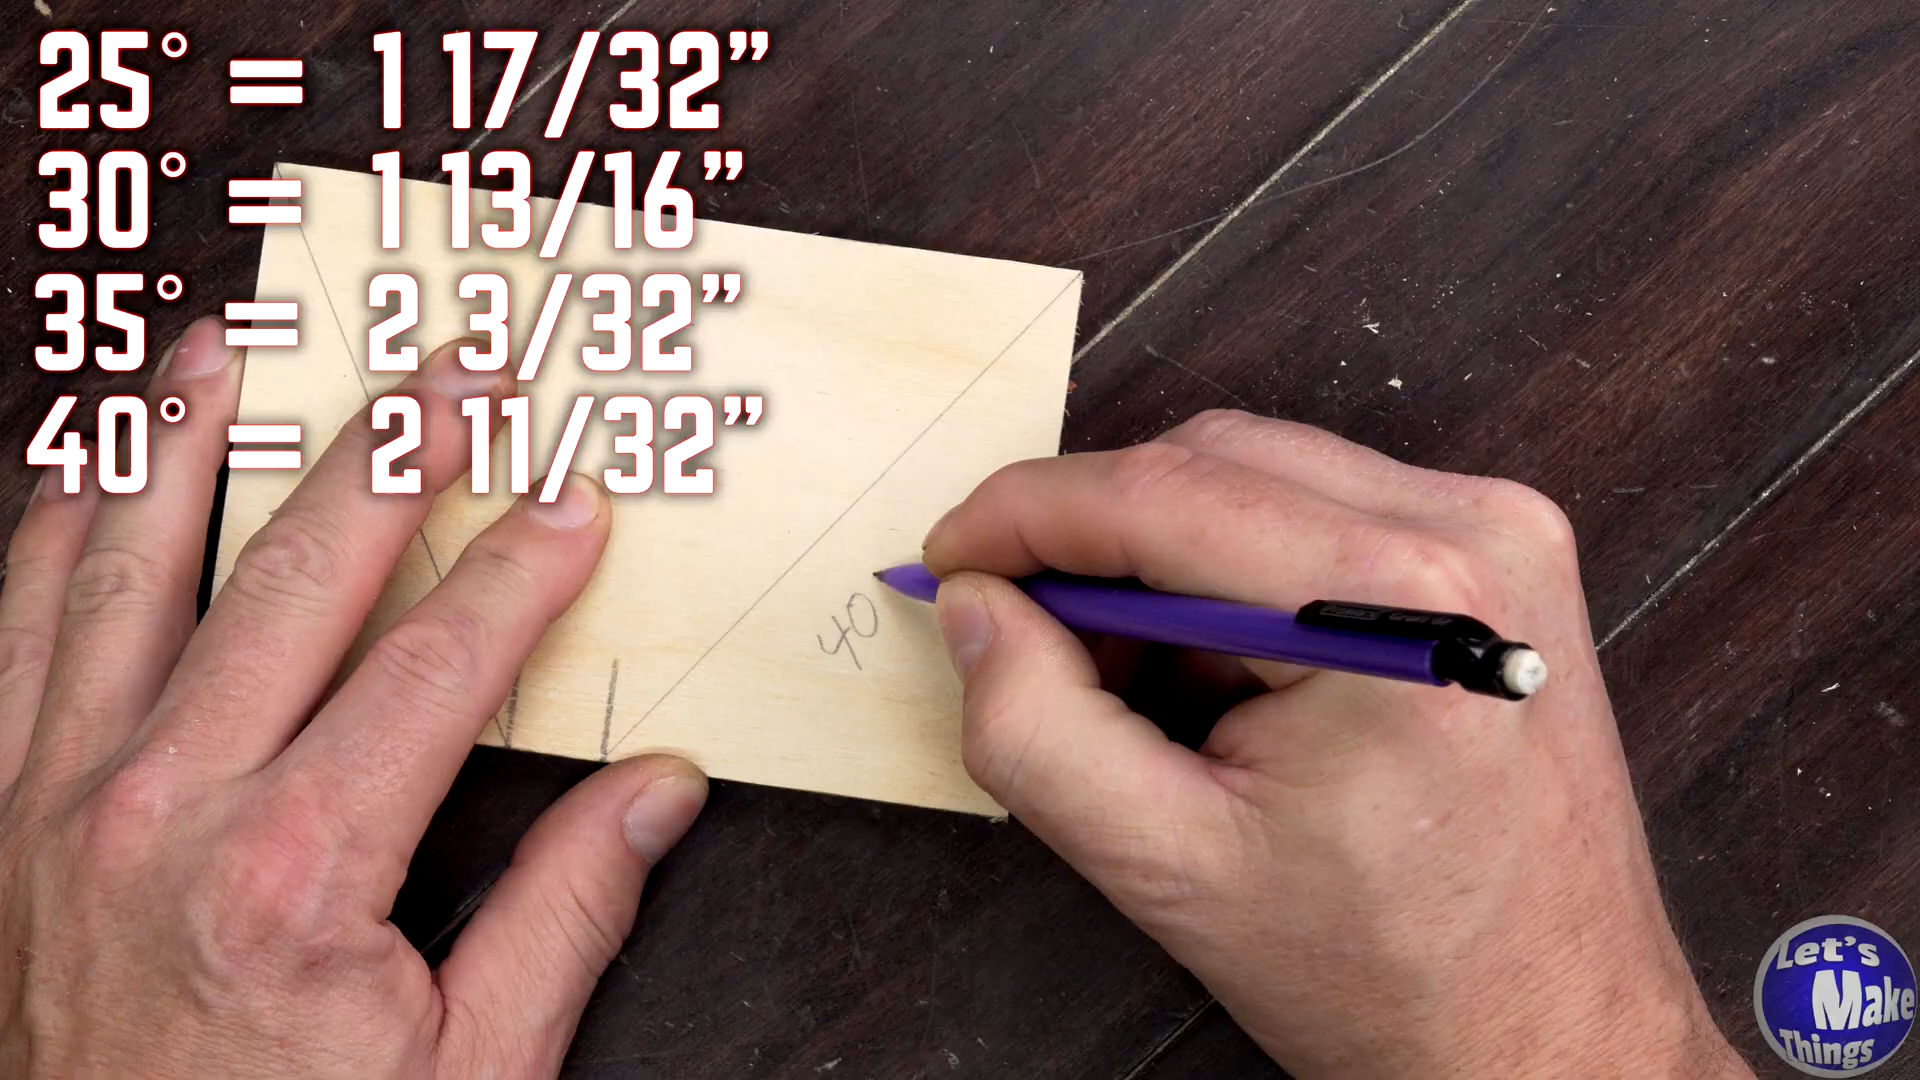 25° = 1 17/32”
30° = 1 13/16”
35° = 2 3/32”
40° = 2 11/32”
40
Let's
Make
Things